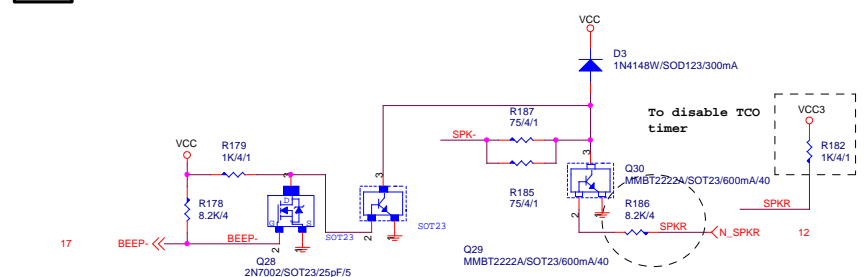 VCC
D3
1N4148W/SOD123/300mA
R187
75/4/1
To disable TCO
timer
VCC3
SPK-
VCC
R179
1K/4/1
R182
1K/4/1
3
Q30
MMBT2222A/SOT23/600mA/40
3
3
R178
8.2K/4
D
G
S
R185
75/4/1
2
1
R186
8.2K/4
SPKR
SPKR
N_SPKR
12
17
BEEP-
BEEP-
2
1
SOT23
2
1
SOT23
Q28
2N7002/SOT23/25pF/5
Q29
MMBT2222A/SOT23/600mA/40